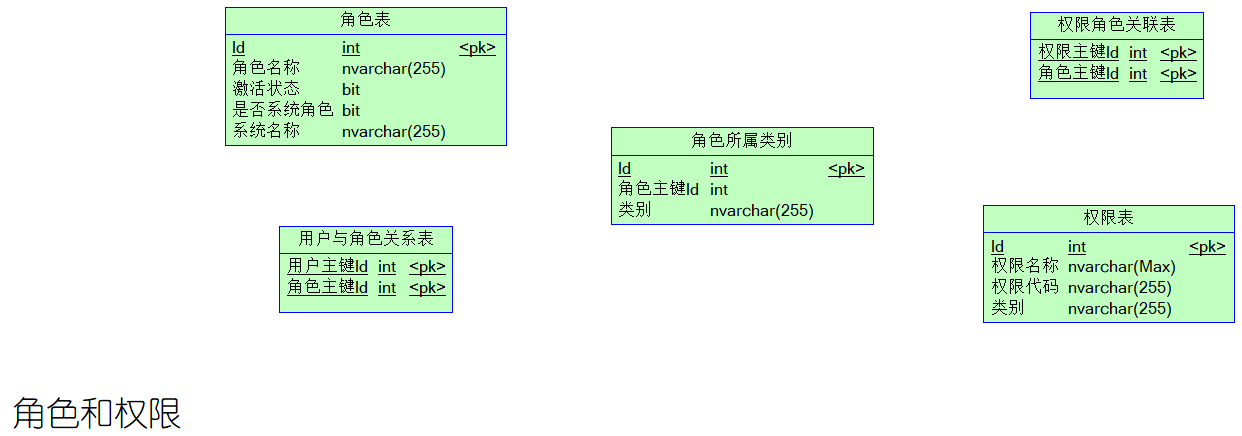 角色表
Id int <pk>
角色名称 nvarchar(255)
激活状态 bit
是否系统角色 bit
系统名称 nvarchar(255)
权限角色关联表
权限主键Id int <pk>
角色主键Id int <pk>
角色所属类别
Id int <pk>
角色主键Id int
类别 nvarchar(255)
用户与角色关系表
用户主键Id int <pk>
角色主键Id int <pk>
权限表
Id int <pk>
权限名称 nvarchar(Max)
权限代码 nvarchar(255)
类别 nvarchar(255)
角色和权限